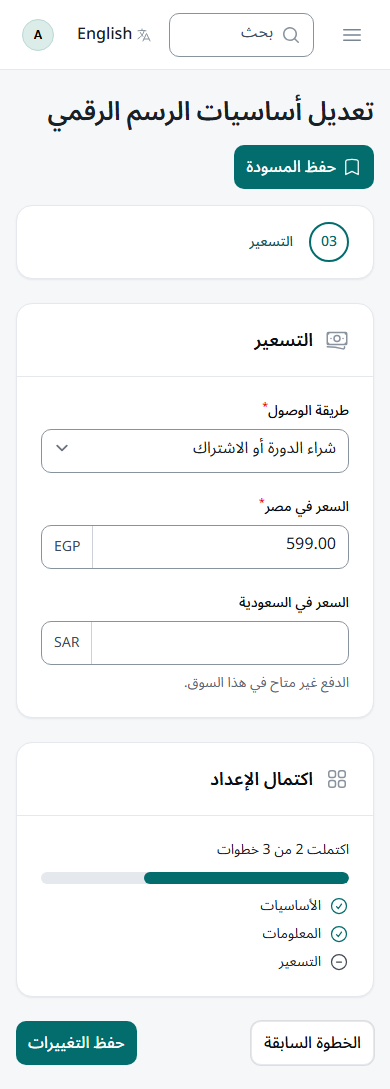 بحث
English
A
تعديل أساسيات الرسم الرقمي
حفظ المسودة
03
التسعير
التسعير
طريقة الوصول*
شراء الدورة أو الاشتراك
السعر في مصر*
599.00
EGP
السعر في السعودية
SAR
الدفع غير متاح في هذا السوق.
اكتمال الإعداد
اكتملت 2 من 3 خطوات
الأساسيات
المعلومات
التسعير
الخطوة السابقة
حفظ التغييرات